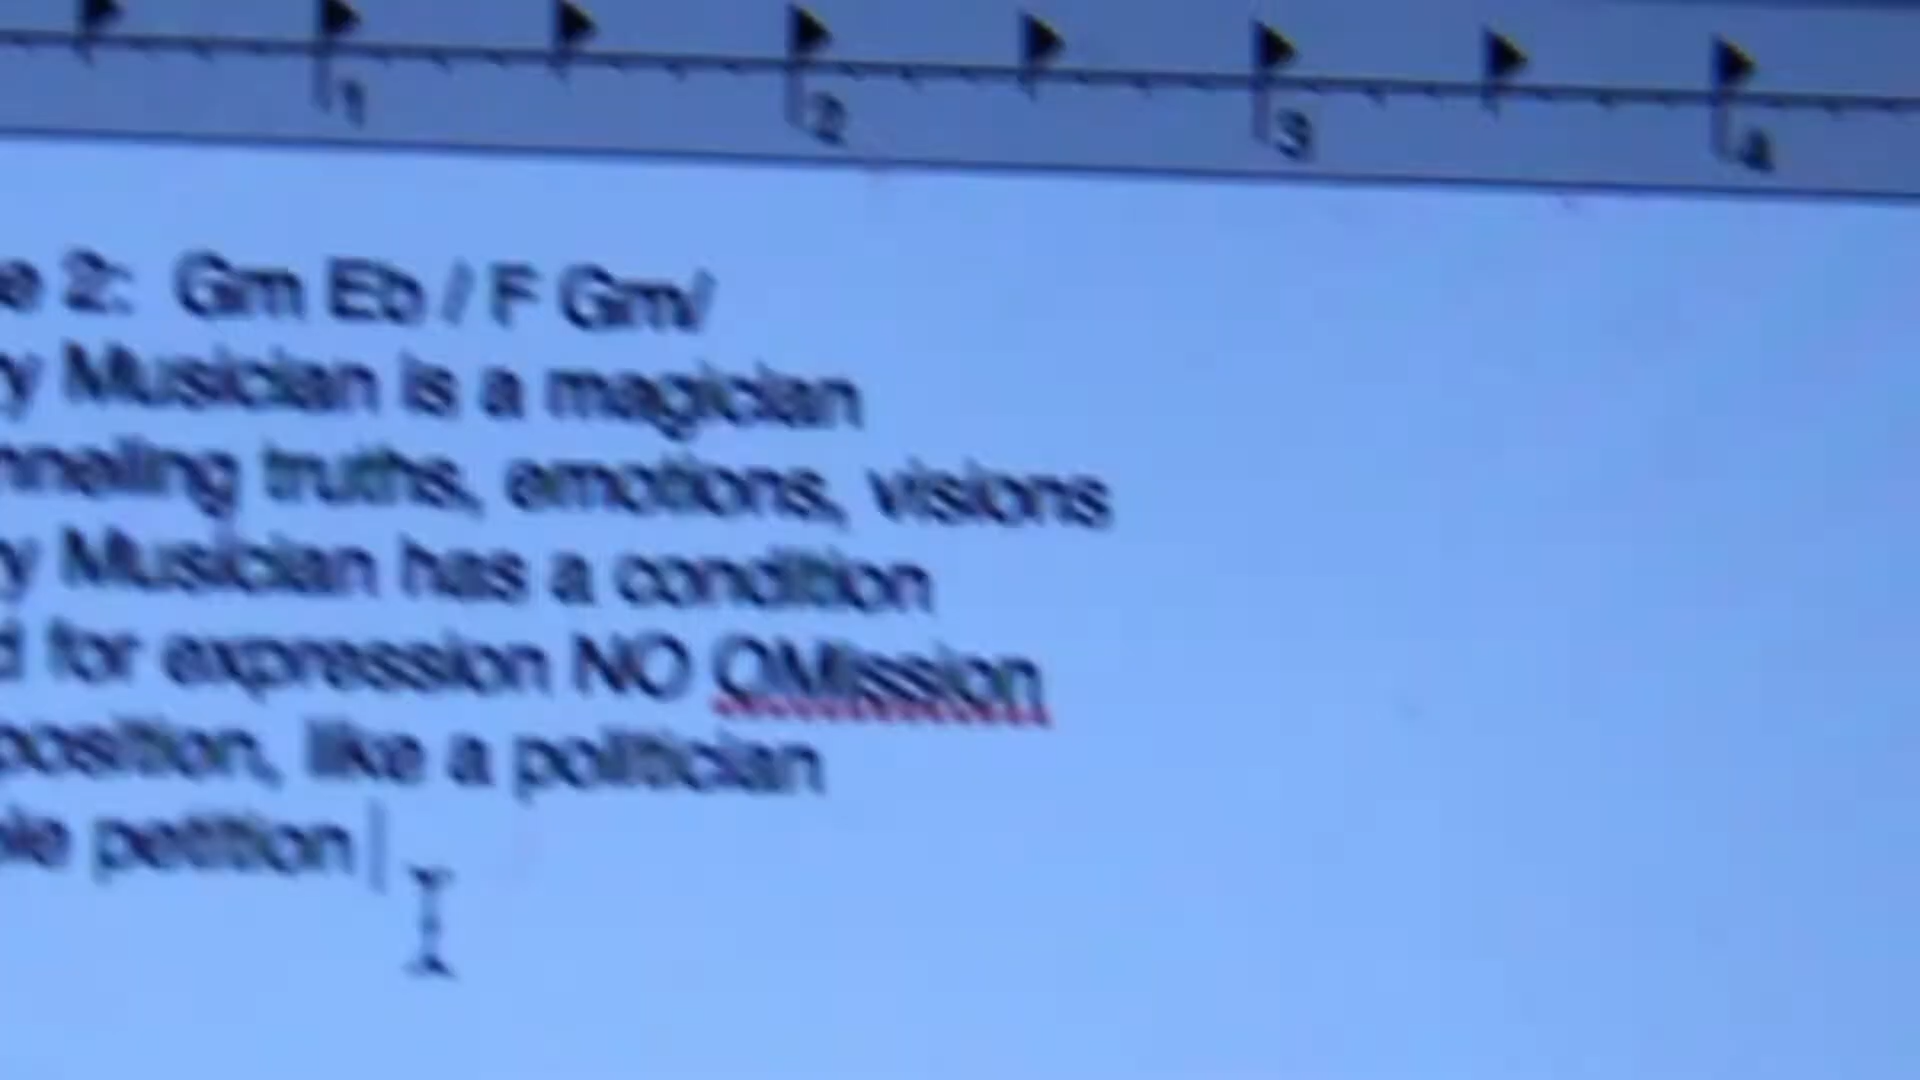 1 2 3 4
e 2: Gm Eb / F Gm/
y Musician is a magician
nneling truths, emotions, visions
y Musician has a condition
d for expression NO OMission
position, like a politician
ple petition